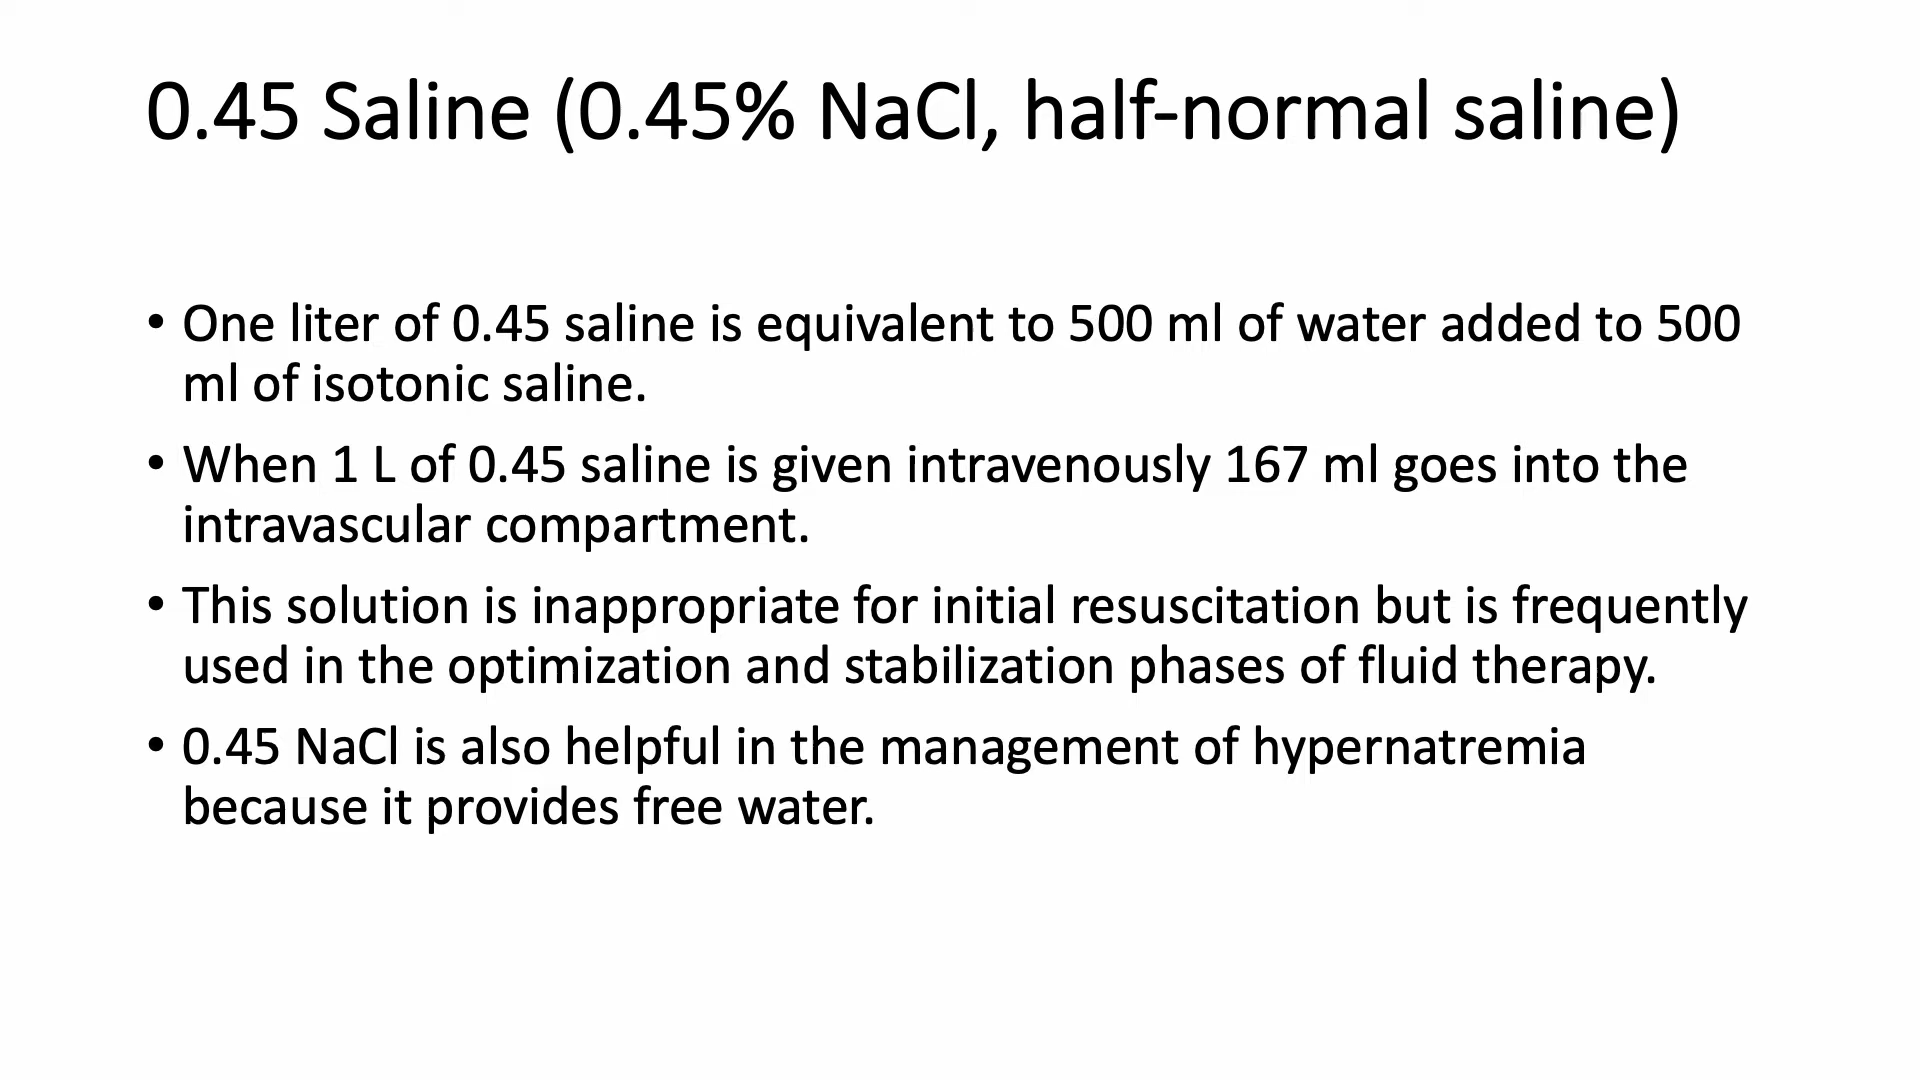 0.45 Saline (0.45% NaCl, half-normal saline)
• One liter of 0.45 saline is equivalent to 500 ml of water added to 500
ml of isotonic saline.
• When 1 L of 0.45 saline is given intravenously 167 ml goes into the
intravascular compartment.
• This solution is inappropriate for initial resuscitation but is frequently
used in the optimization and stabilization phases of fluid therapy.
• 0.45 NaCl is also helpful in the management of hypernatremia
because it provides free water.